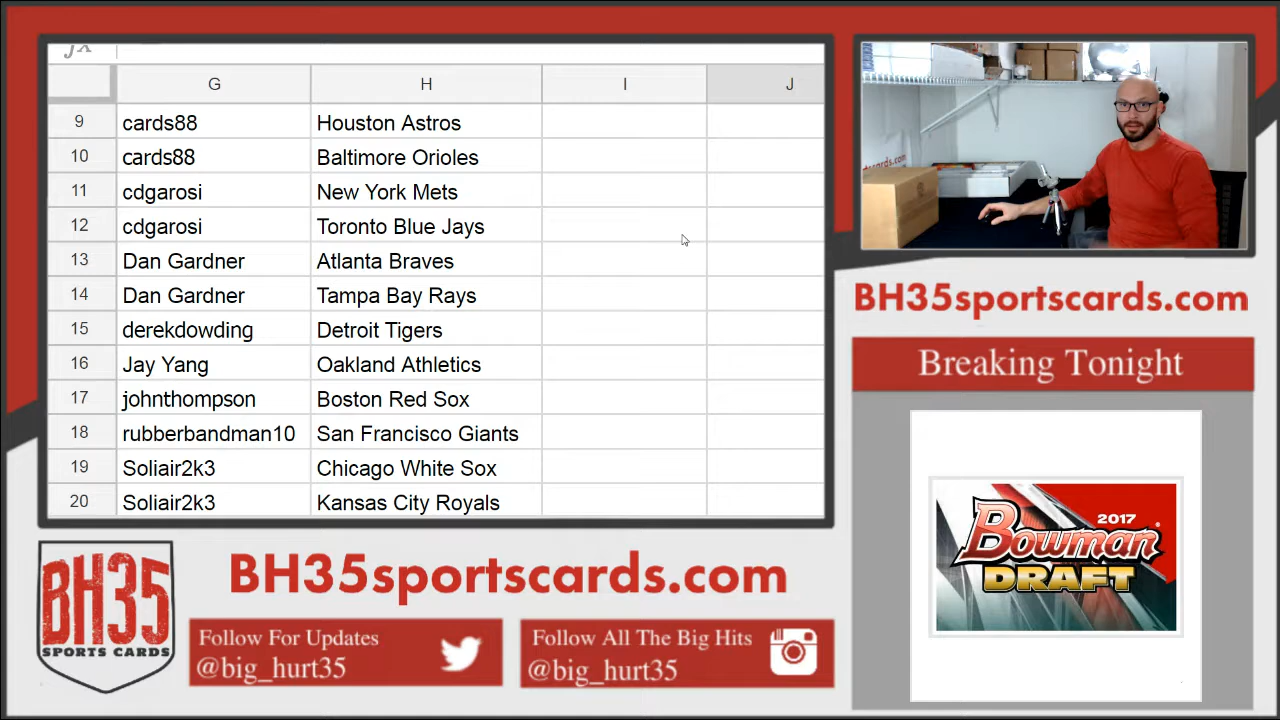 fx
G H I J
9 cards88 Houston Astros
10 cards88 Baltimore Orioles
11 cdgarosi New York Mets
12 cdgarosi Toronto Blue Jays
13 Dan Gardner Atlanta Braves
14 Dan Gardner Tampa Bay Rays
15 derekdowding Detroit Tigers
16 Jay Yang Oakland Athletics
17 johnthompson Boston Red Sox
18 rubberbandman10 San Francisco Giants
19 Soliair2k3 Chicago White Sox
20 Soliair2k3 Kansas City Royals
BH35sportscards.com
Breaking Tonight
2017
Bowman
DRAFT
BH35
SPORTS CARDS
BH35sportscards.com
Follow For Updates
@big_hurt35
Follow All The Big Hits
@big_hurt35